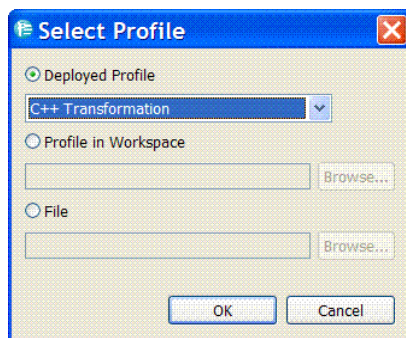 Select Profile
Deployed Profile
C++ Transformation
Profile in Workspace
Browse...
File
Browse...
OK Cancel